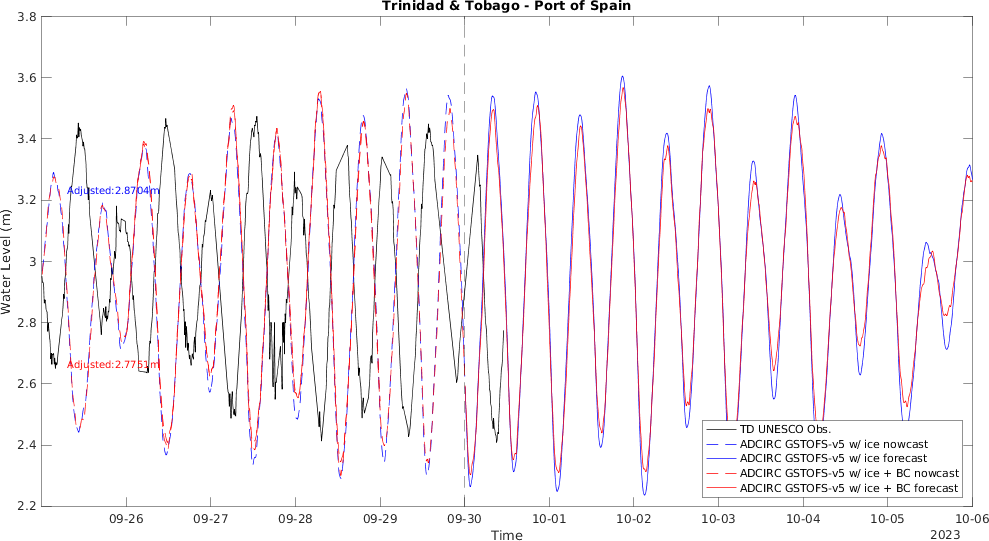 Trinidad & Tobago - Port of Spain
3.8
3.6
3.4
3.2
3
2.8
2.6
2.4
2.2
Water Level (m)
Adjusted:2.8704m
Adjusted:2.7751m
TD UNESCO Obs.
ADCIRC GSTOFS-v5 w/ ice nowcast
ADCIRC GSTOFS-v5 w/ ice forecast
ADCIRC GSTOFS-v5 w/ ice + BC nowcast
ADCIRC GSTOFS-v5 w/ ice + BC forecast
09-26 09-27 09-28 09-29 09-30 10-01 10-02 10-03 10-04 10-05 10-06
Time
2023